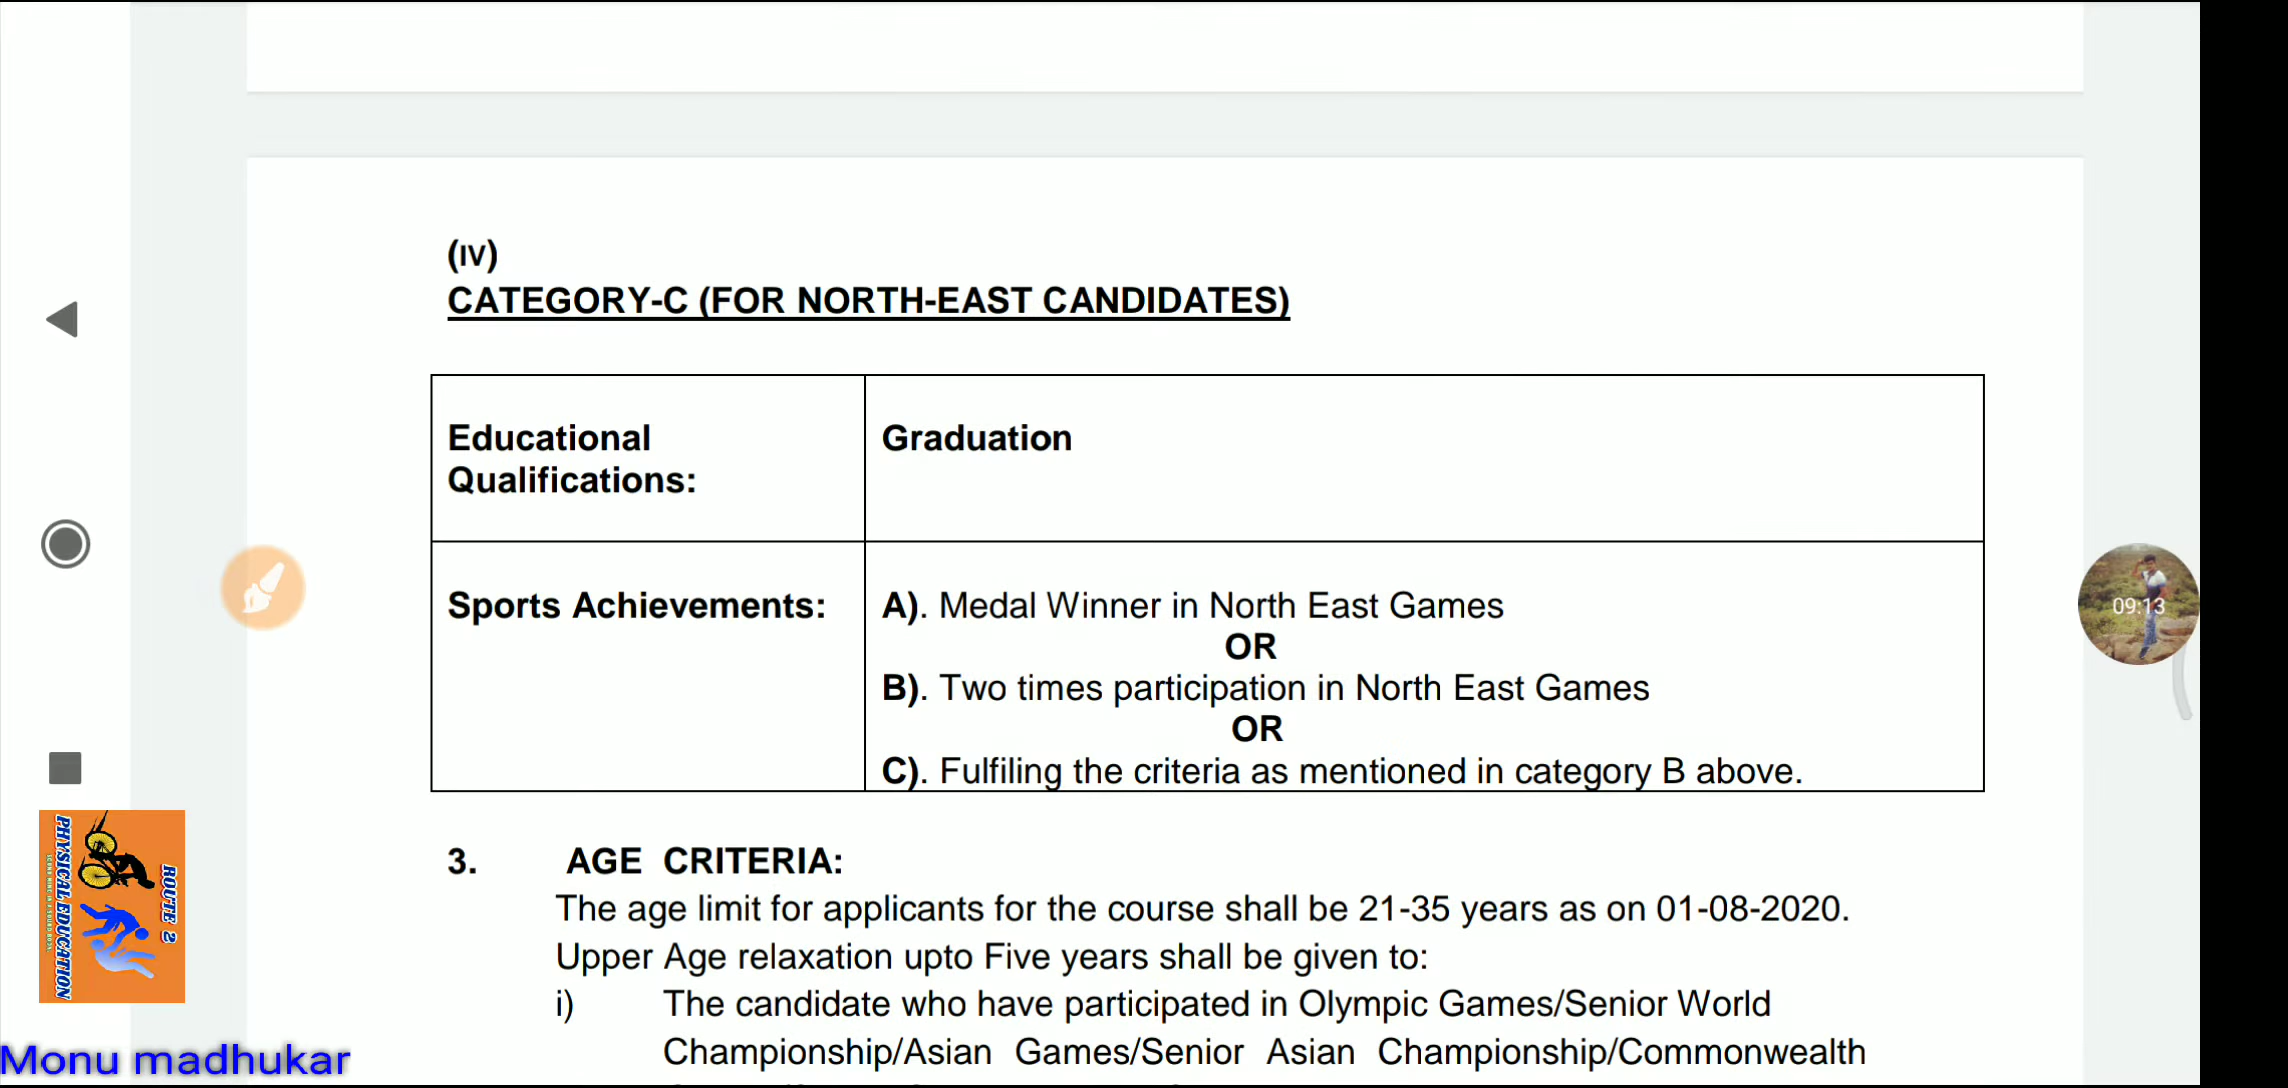 (IV)
CATEGORY-C (FOR NORTH-EAST CANDIDATES)
Educational Qualifications:
Graduation
Sports Achievements:
A). Medal Winner in North East Games
OR
B). Two times participation in North East Games
OR
C). Fulfiling the criteria as mentioned in category B above.
3. AGE CRITERIA:
The age limit for applicants for the course shall be 21-35 years as on 01-08-2020.
Upper Age relaxation upto Five years shall be given to:
i) The candidate who have participated in Olympic Games/Senior World
Championship/Asian Games/Senior Asian Championship/Commonwealth
09:13
ROUTE 2
PHYSICAL EDUCATION
Monu madhukar